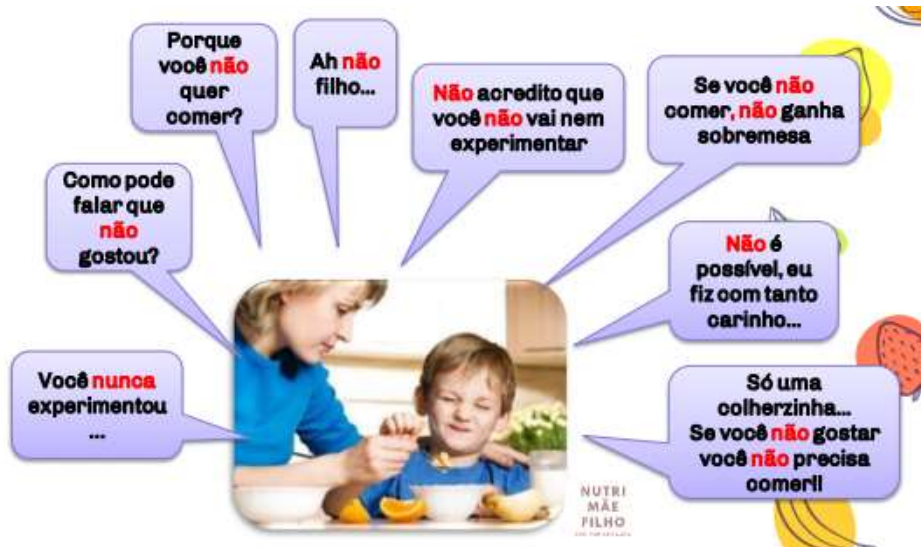 Porque
você não
quer
comer?
Ah não
filho...
Não acredito que
você não vai nem
experimentar
Se você não
comer, não ganha
sobremesa
Como pode
falar que
não
gostou?
Não é
possível, eu
fiz com tanto
carinho...
Você nunca
experimentou
...
Só uma
colherzinha...
Se você não gostar
você não precisa
comer!!
NUTRI
MÃE
FILHO